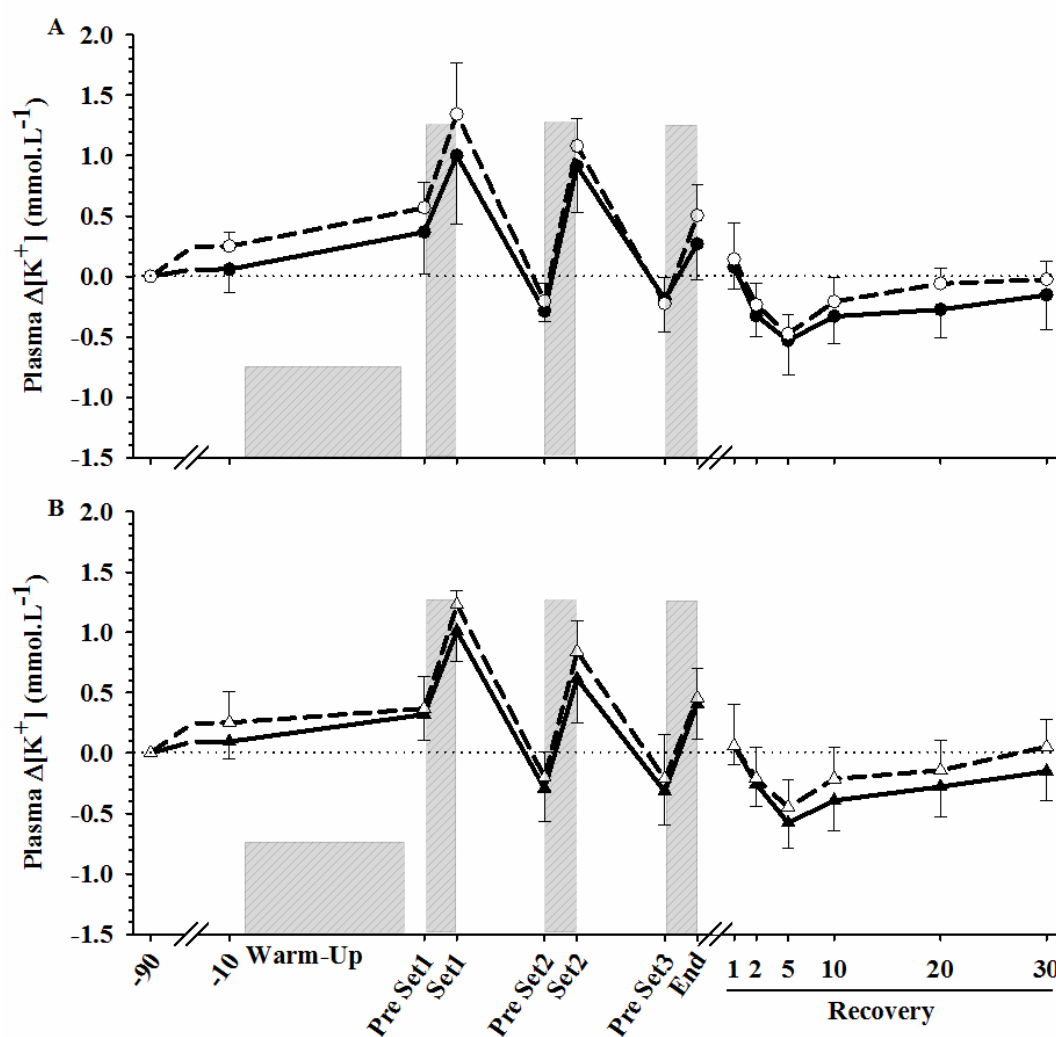 A
Plasma Δ[K⁺] (mmol.L⁻¹)
2.0
1.5
1.0
0.5
0.0
-0.5
-1.0
-1.5
B
Plasma Δ[K⁺] (mmol.L⁻¹)
2.0
1.5
1.0
0.5
0.0
-0.5
-1.0
-1.5
-90
-10
Warm-Up
Pre Set1
Set1
Pre Set2
Set2
Pre Set3
End
1 2 5 10 20 30
Recovery